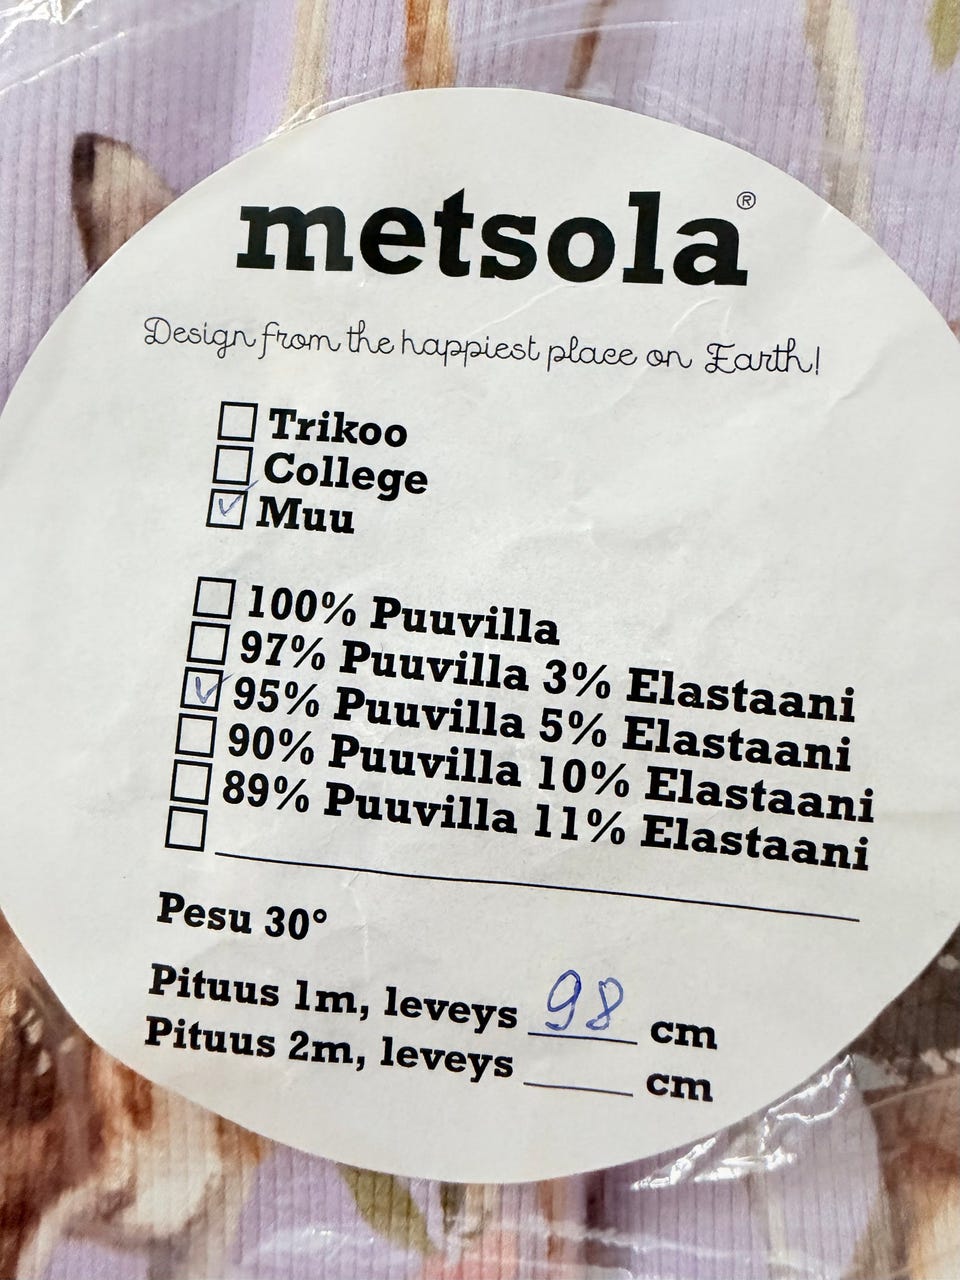 metsola®
Design from the happiest place on Earth!
☐ Trikoo
☐ College
☑ Muu
☐ 100% Puuvilla
☐ 97% Puuvilla 3% Elastaani
☑ 95% Puuvilla 5% Elastaani
☐ 90% Puuvilla 10% Elastaani
☐ 89% Puuvilla 11% Elastaani
☐ ____________
Pesu 30°
Pituus 1m, leveys 98 cm
Pituus 2m, leveys ____ cm